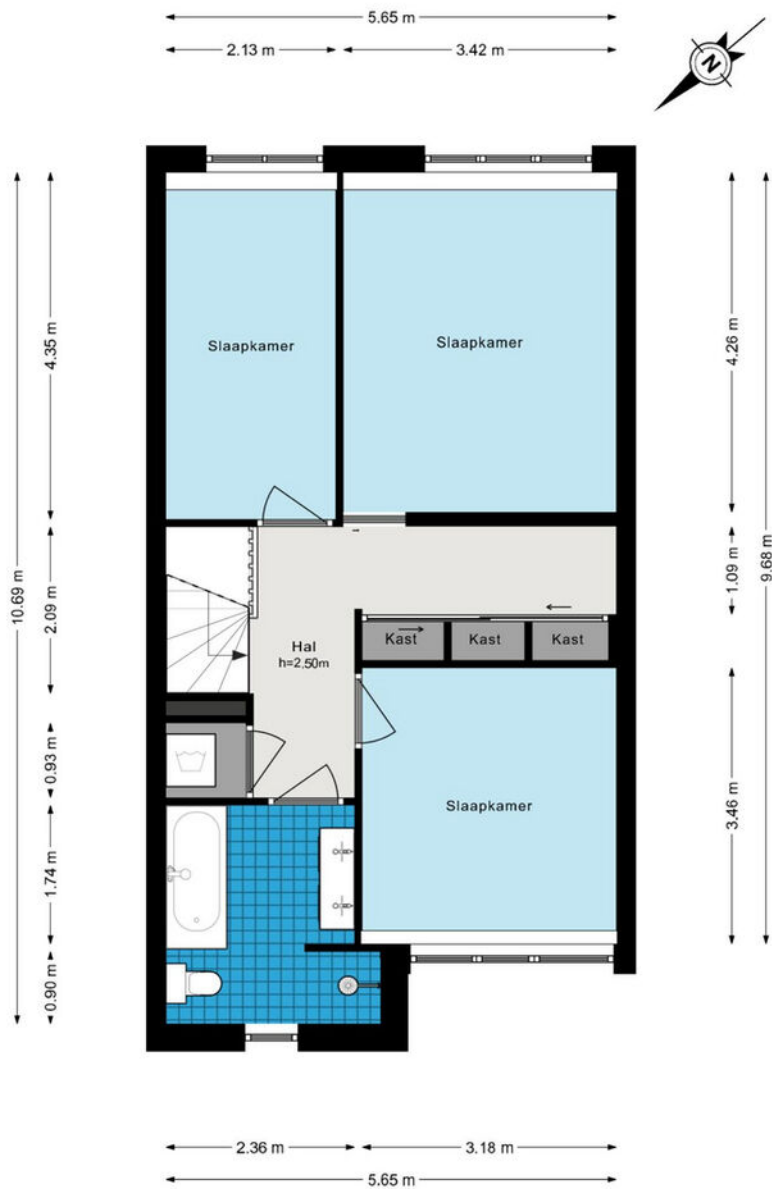 5.65 m
2.13 m
3.42 m
N
Slaapkamer
Slaapkamer
4.35 m
4.26 m
10.69 m
9.68 m
2.09 m
1.09 m
Kast
Kast
Kast
Hal
h=2.50m
0.93 m
Slaapkamer
3.46 m
1.74 m
0.90 m
2.36 m
3.18 m
5.65 m